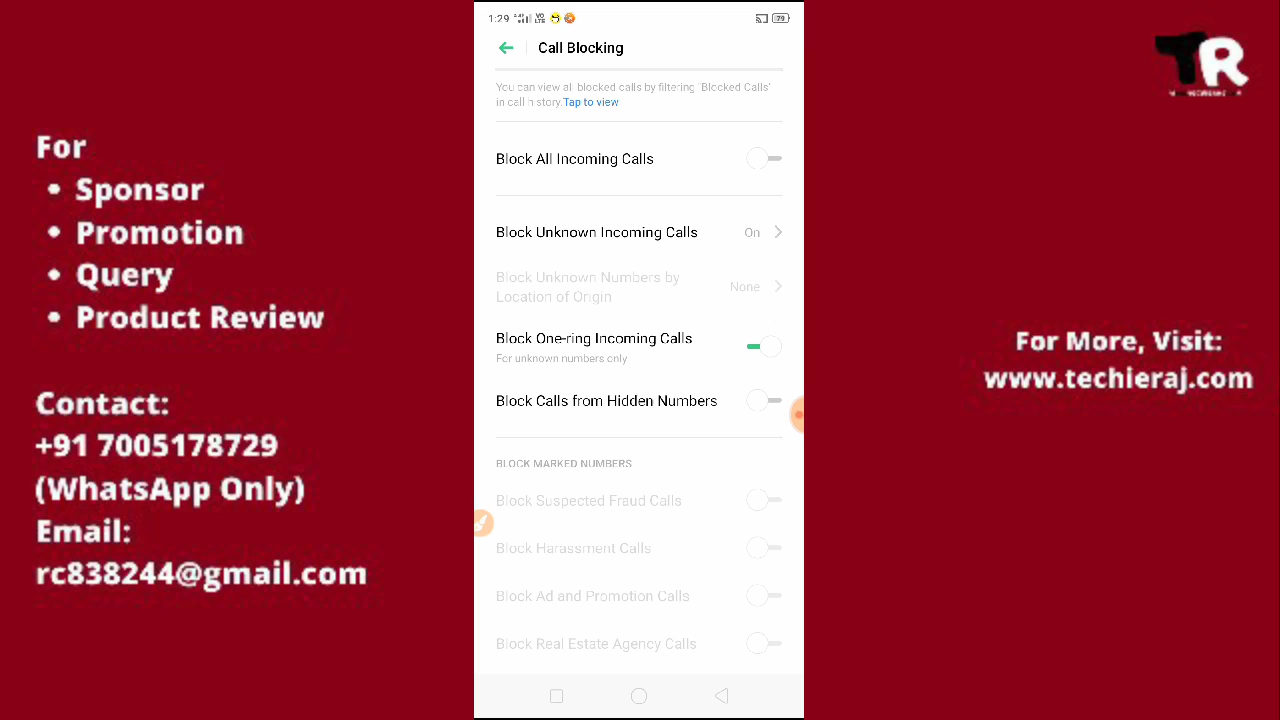 For
• Sponsor
• Promotion
• Query
• Product Review
Contact:
+91 7005178729
(WhatsApp Only)
Email:
rc838244@gmail.com
1:29
VO
LTE
79
Call Blocking
You can view all blocked calls by filtering "Blocked Calls"
in call history.Tap to view
Block All Incoming Calls
Block Unknown Incoming Calls On
Block Unknown Numbers by
Location of Origin
None
Block One-ring Incoming Calls
For unknown numbers only
Block Calls from Hidden Numbers
BLOCK MARKED NUMBERS
Block Suspected Fraud Calls
Block Harassment Calls
Block Ad and Promotion Calls
Block Real Estate Agency Calls
TR
For More, Visit:
www.techieraj.com